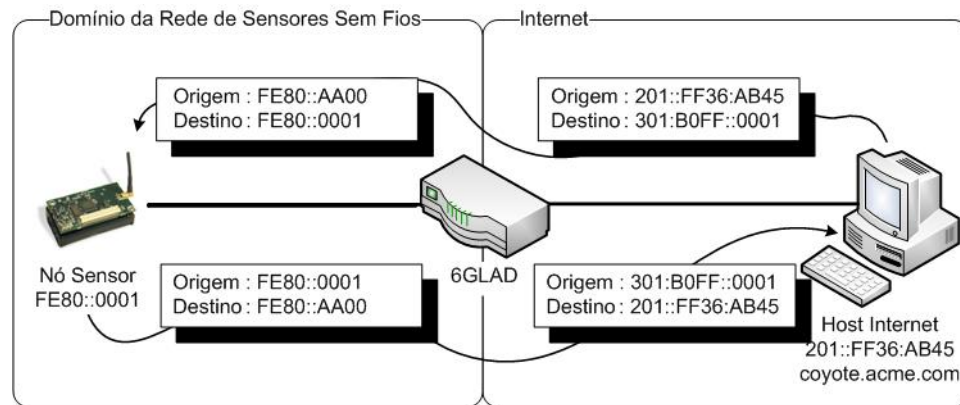 Domínio da Rede de Sensores Sem Fios
Internet
Origem : FE80::AA00
Destino : FE80::0001
Origem : 201::FF36:AB45
Destino : 301:B0FF::0001
Nó Sensor
FE80::0001
6GLAD
Origem : FE80::0001
Destino : FE80::AA00
Origem : 301:B0FF::0001
Destino : 201::FF36:AB45
Host Internet
201::FF36:AB45
coyote.acme.com